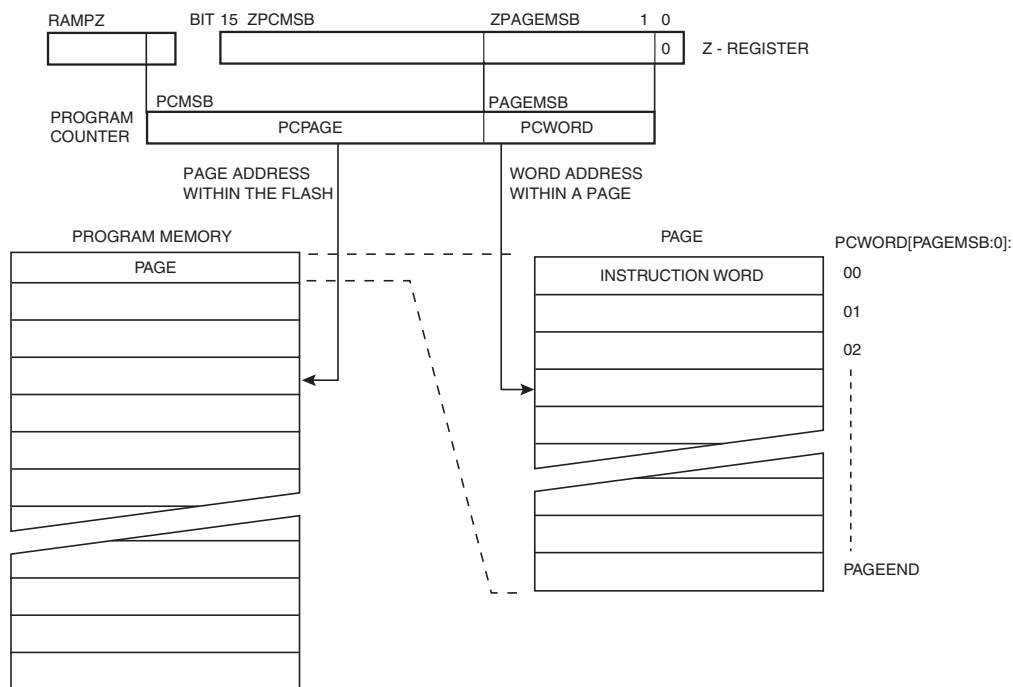 RAMPZ
BIT 15 ZPCMSB ZPAGEMSB 1 0
0 Z - REGISTER
PCMSB PAGEMSB
PROGRAM
COUNTER
PCPAGE PCWORD
PAGE ADDRESS
WITHIN THE FLASH
WORD ADDRESS
WITHIN A PAGE
PROGRAM MEMORY
PAGE
PAGE
PCWORD[PAGEMSB:0]:
INSTRUCTION WORD
00
01
02
PAGEEND